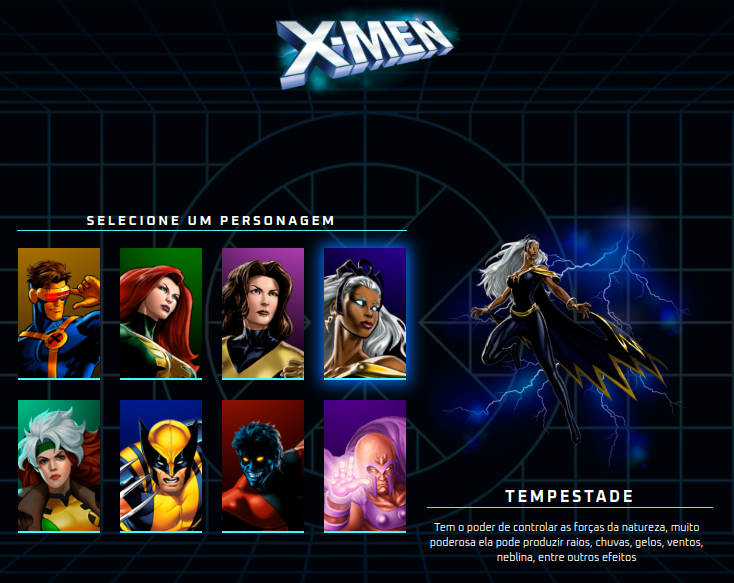 X-MEN
SELECIONE UM PERSONAGEM
TEMPESTADE
Tem o poder de controlar as forças da natureza, muito
poderosa ela pode produzir raios, chuvas, gelos, ventos,
neblina, entre outros efeitos